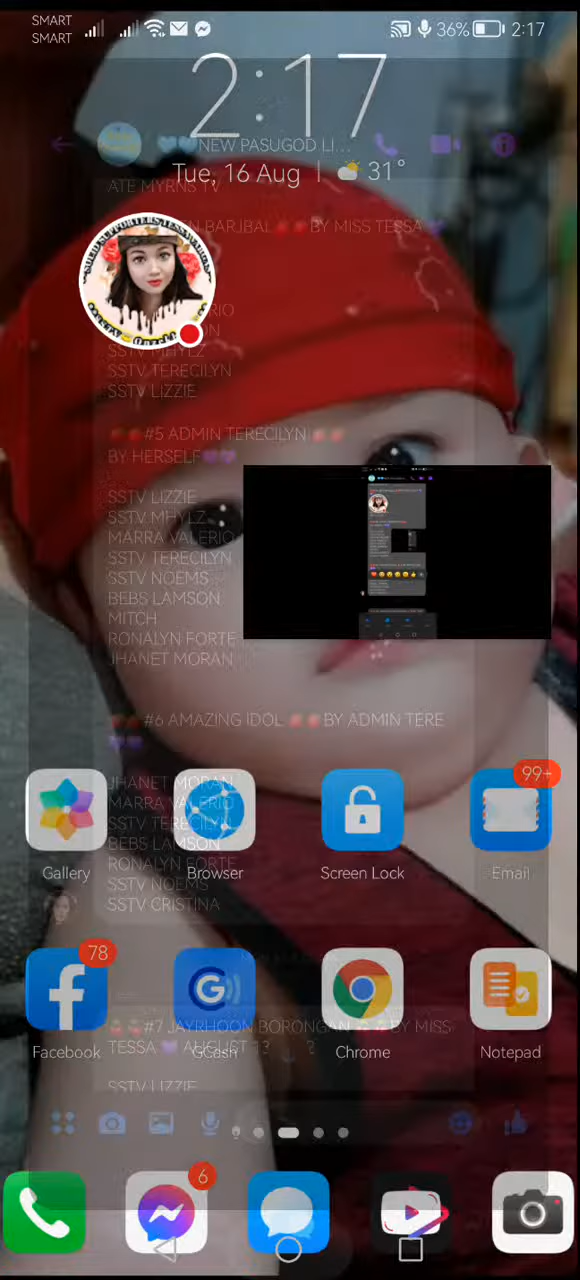 SMART
SMART
36%
2:17
2:17
NEW PASUGOD LI...
Tue, 16 Aug | 31°
ATE MYRNS TV
BARJBAL BY MISS TESSA
SSTV MHYLZ
SSTV TERECILYN
SSTV LIZZIE
#5 ADMIN TERECILYN
BY HERSELF
SSTV LIZZIE
SSTV MHYLZ
MARRA VALERIO
SSTV TERECILYN
SSTV NOEMS
BEBS LAMSON
MITCH
RONALYN FORTE
JHANET MORAN
#6 AMAZING IDOL BY ADMIN TERE
JHANET MORAN
MARRA VALERIO
SSTV TERECILYN
BEBS LAMSON
RONALYN FORTE
SSTV NOEMS
SSTV CRISTINA
99+
Gallery
Browser
Screen Lock
Email
78
G
#7 JAYRHOON BORONGAN BY MISS
TESSA AUGUST
Facebook
GCash
Chrome
Notepad
SSTV LIZZIE
6